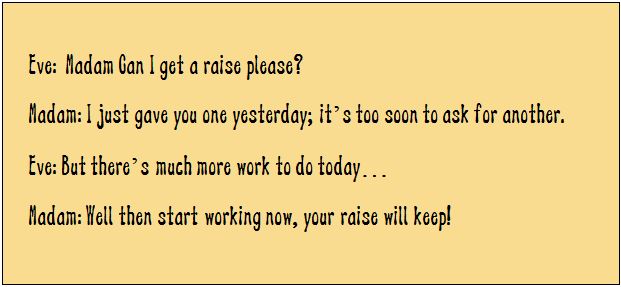 Eve: Madam Can I get a raise please?
Madam: I just gave you one yesterday; it's too soon to ask for another.
Eve: But there's much more work to do today...
Madam: Well then start working now, your raise will keep!